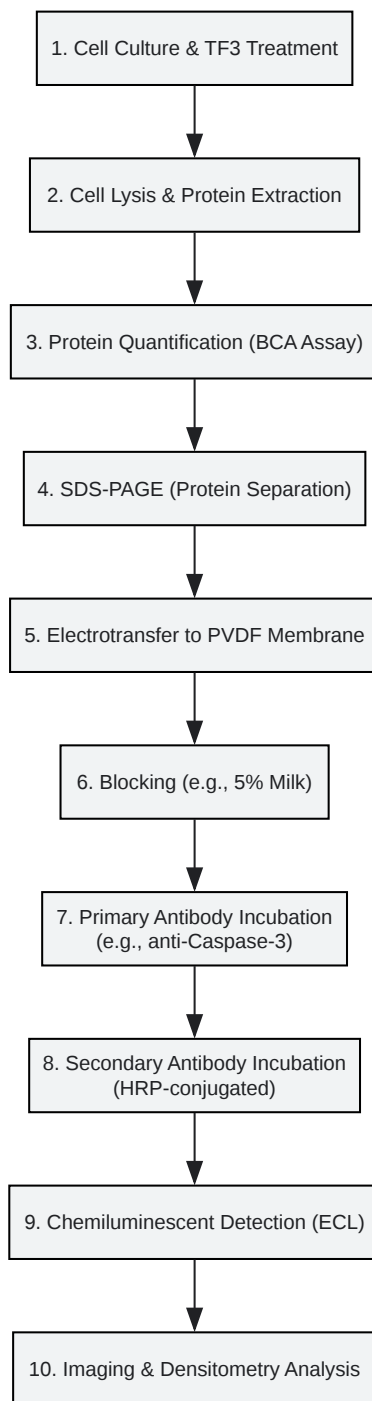 1. Cell Culture & TF3 Treatment
2. Cell Lysis & Protein Extraction
3. Protein Quantification (BCA Assay)
4. SDS-PAGE (Protein Separation)
5. Electrotransfer to PVDF Membrane
6. Blocking (e.g., 5% Milk)
7. Primary Antibody Incubation
(e.g., anti-Caspase-3)
8. Secondary Antibody Incubation
(HRP-conjugated)
9. Chemiluminescent Detection (ECL)
10. Imaging & Densitometry Analysis